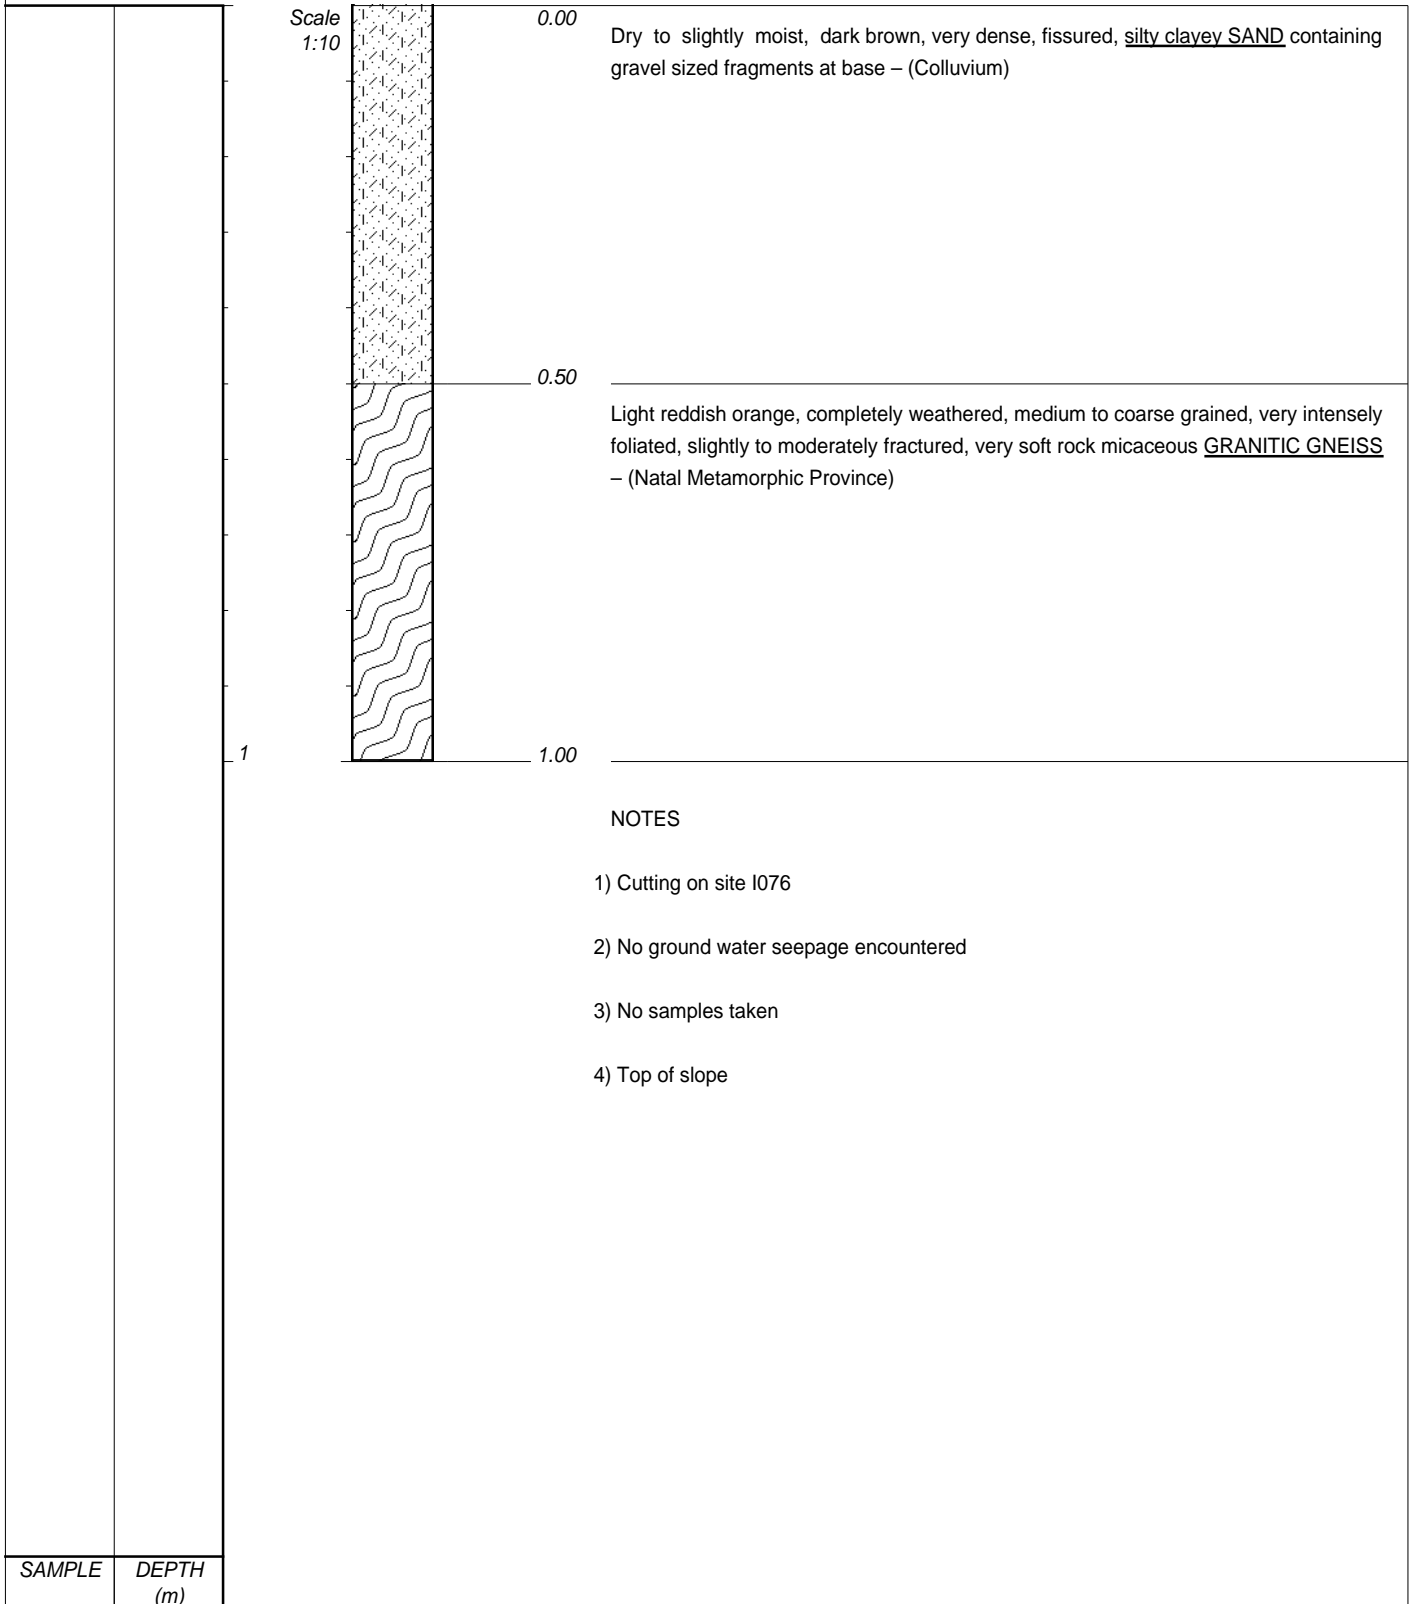 Scale
1:10
0.00
Dry to slightly moist, dark brown, very dense, fissured, silty clayey SAND containing
gravel sized fragments at base – (Colluvium)
0.50
Light reddish orange, completely weathered, medium to coarse grained, very intensely
foliated, slightly to moderately fractured, very soft rock micaceous GRANITIC GNEISS
– (Natal Metamorphic Province)
1
1.00
NOTES
1) Cutting on site I076
2) No ground water seepage encountered
3) No samples taken
4) Top of slope
SAMPLE
DEPTH
(m)